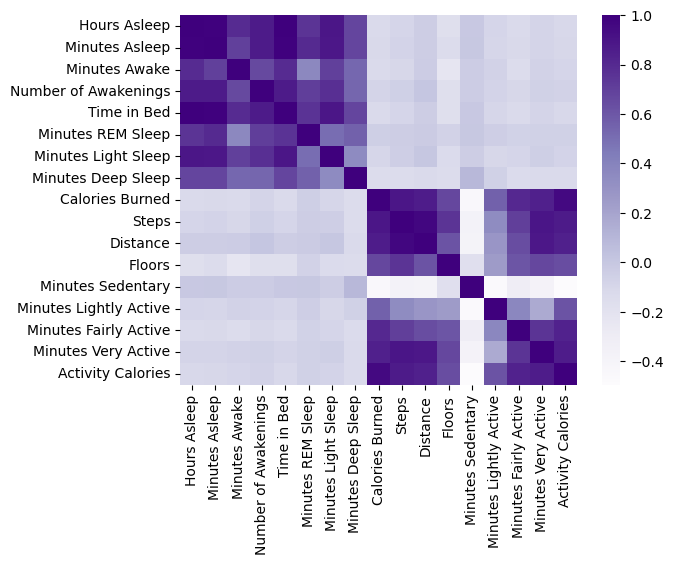 Hours Asleep
Minutes Asleep
Minutes Awake
Number of Awakenings
Time in Bed
Minutes REM Sleep
Minutes Light Sleep
Minutes Deep Sleep
Calories Burned
Steps
Distance
Floors
Minutes Sedentary
Minutes Lightly Active
Minutes Fairly Active
Minutes Very Active
Activity Calories
Hours Asleep
Minutes Asleep
Minutes Awake
Number of Awakenings
Time in Bed
Minutes REM Sleep
Minutes Light Sleep
Minutes Deep Sleep
Calories Burned
Steps
Distance
Floors
Minutes Sedentary
Minutes Lightly Active
Minutes Fairly Active
Minutes Very Active
Activity Calories
1.0
0.8
0.6
0.4
0.2
0.0
−0.2
−0.4